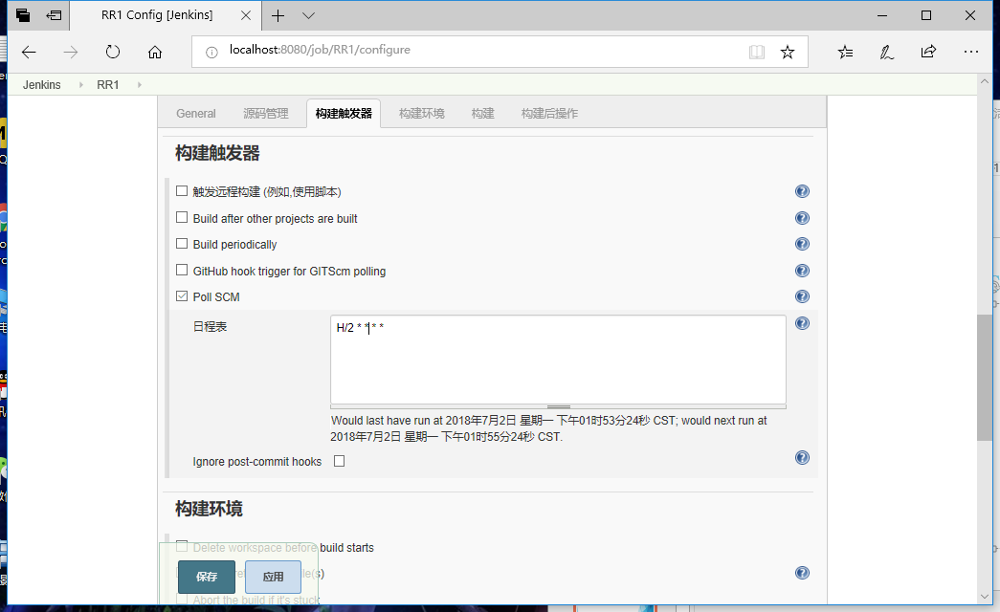 RR1 Config [Jenkins]
localhost:8080/job/RR1/configure
Jenkins RR1
General 源码管理 构建触发器 构建环境 构建 构建后操作
构建触发器
触发远程构建 (例如,使用脚本)
Build after other projects are built
Build periodically
GitHub hook trigger for GITScm polling
Poll SCM
日程表
H/2 * * * *
Would last have run at 2018年7月2日 星期一 下午01时53分24秒 CST; would next run at
2018年7月2日 星期一 下午01时55分24秒 CST.
Ignore post-commit hooks
构建环境
Delete workspace before build starts
保存 应用
Abort the build if it's stuck